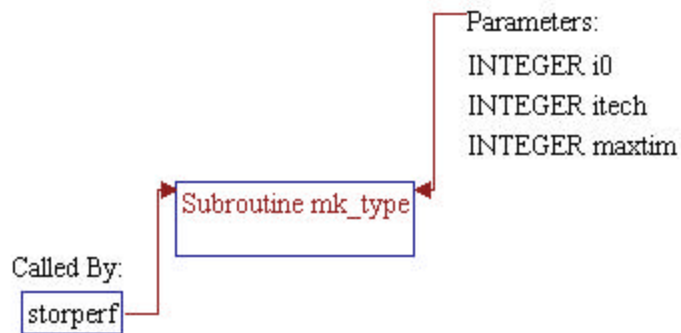 Parameters:
INTEGER i0
INTEGER itech
INTEGER maxtim
Subroutine mk_type
Called By:
storperf